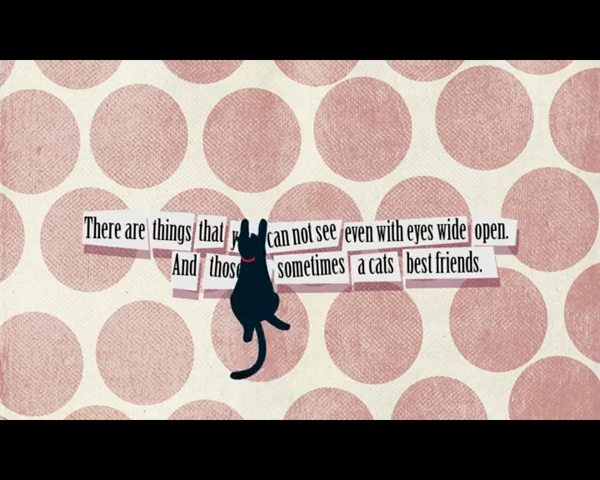 There are things that can not see even with eyes wide open.
And sometimes a cats best friends.